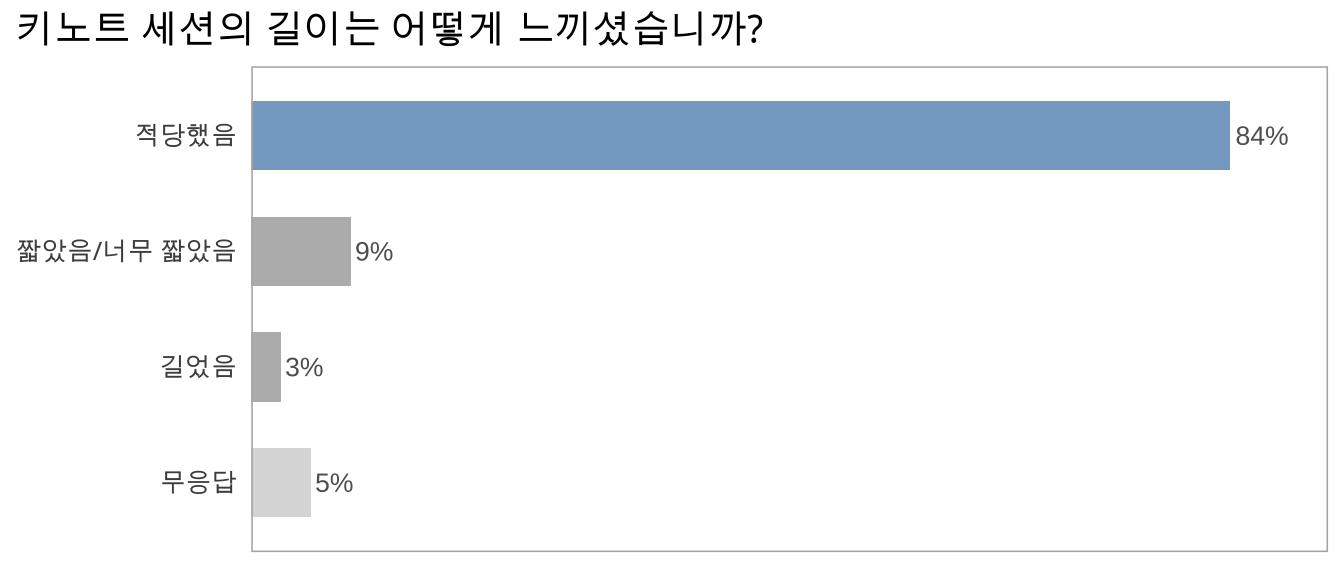 키노트 세션의 길이는 어떻게 느끼셨습니까?
적당했음 84%
짧았음/너무 짧았음 9%
길었음 3%
무응답 5%